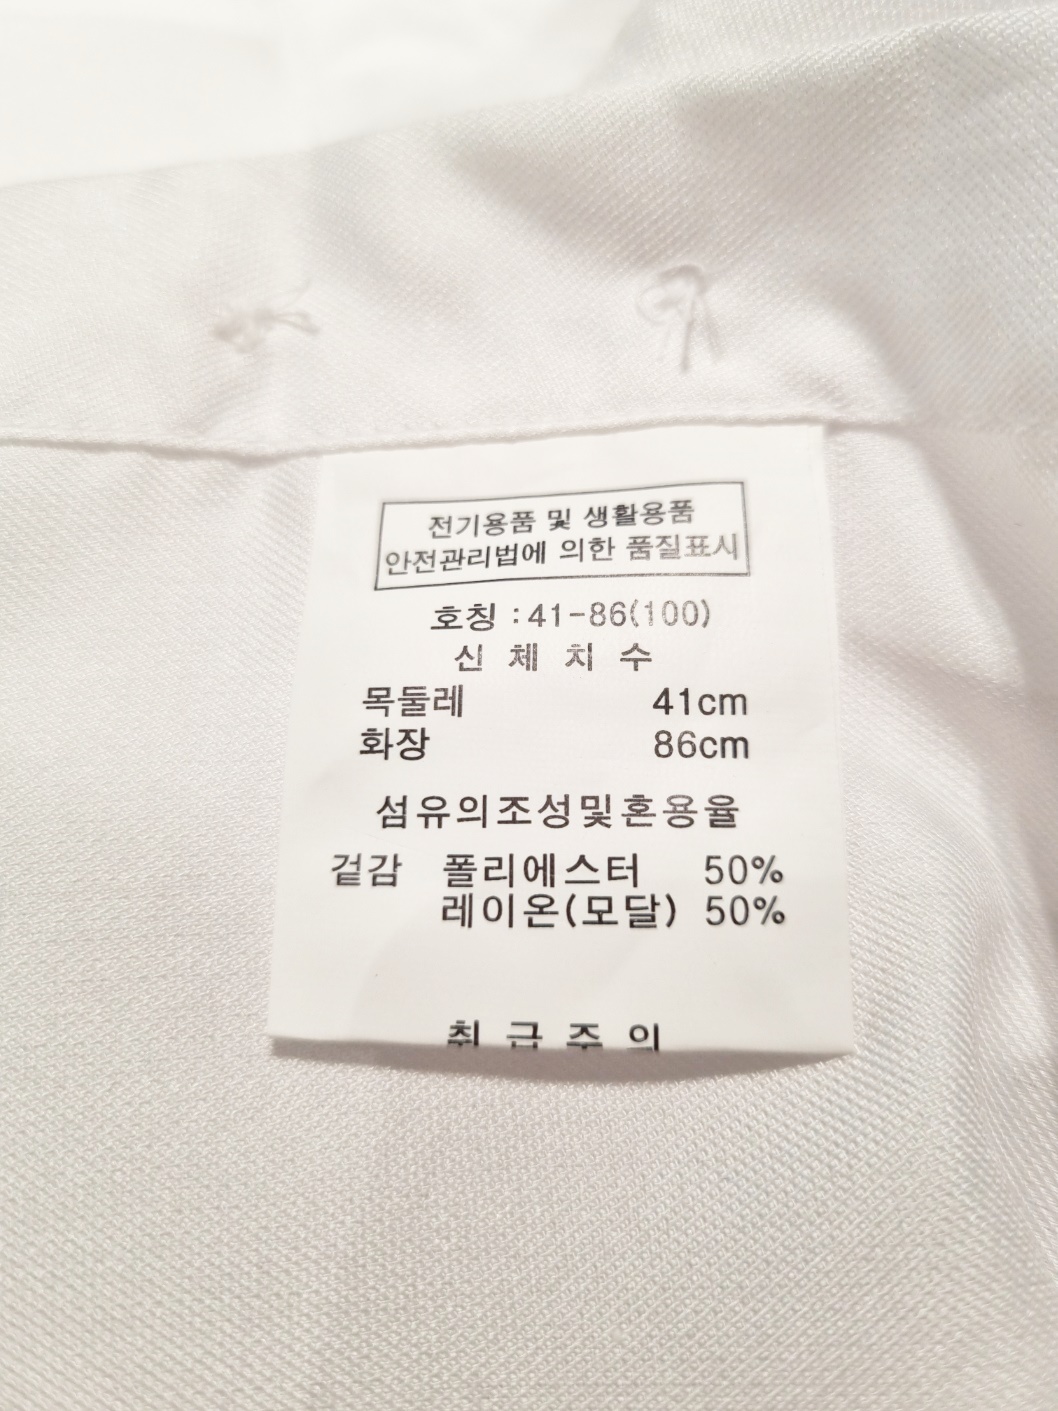 전기용품 및 생활용품
안전관리법에 의한 품질표시
호칭 : 41-86(100)
신 체 치 수
목둘레 41cm
화장 86cm
섬유의조성및혼용율
겉감 폴리에스터 50%
레이온(모달) 50%
취 급 주 의